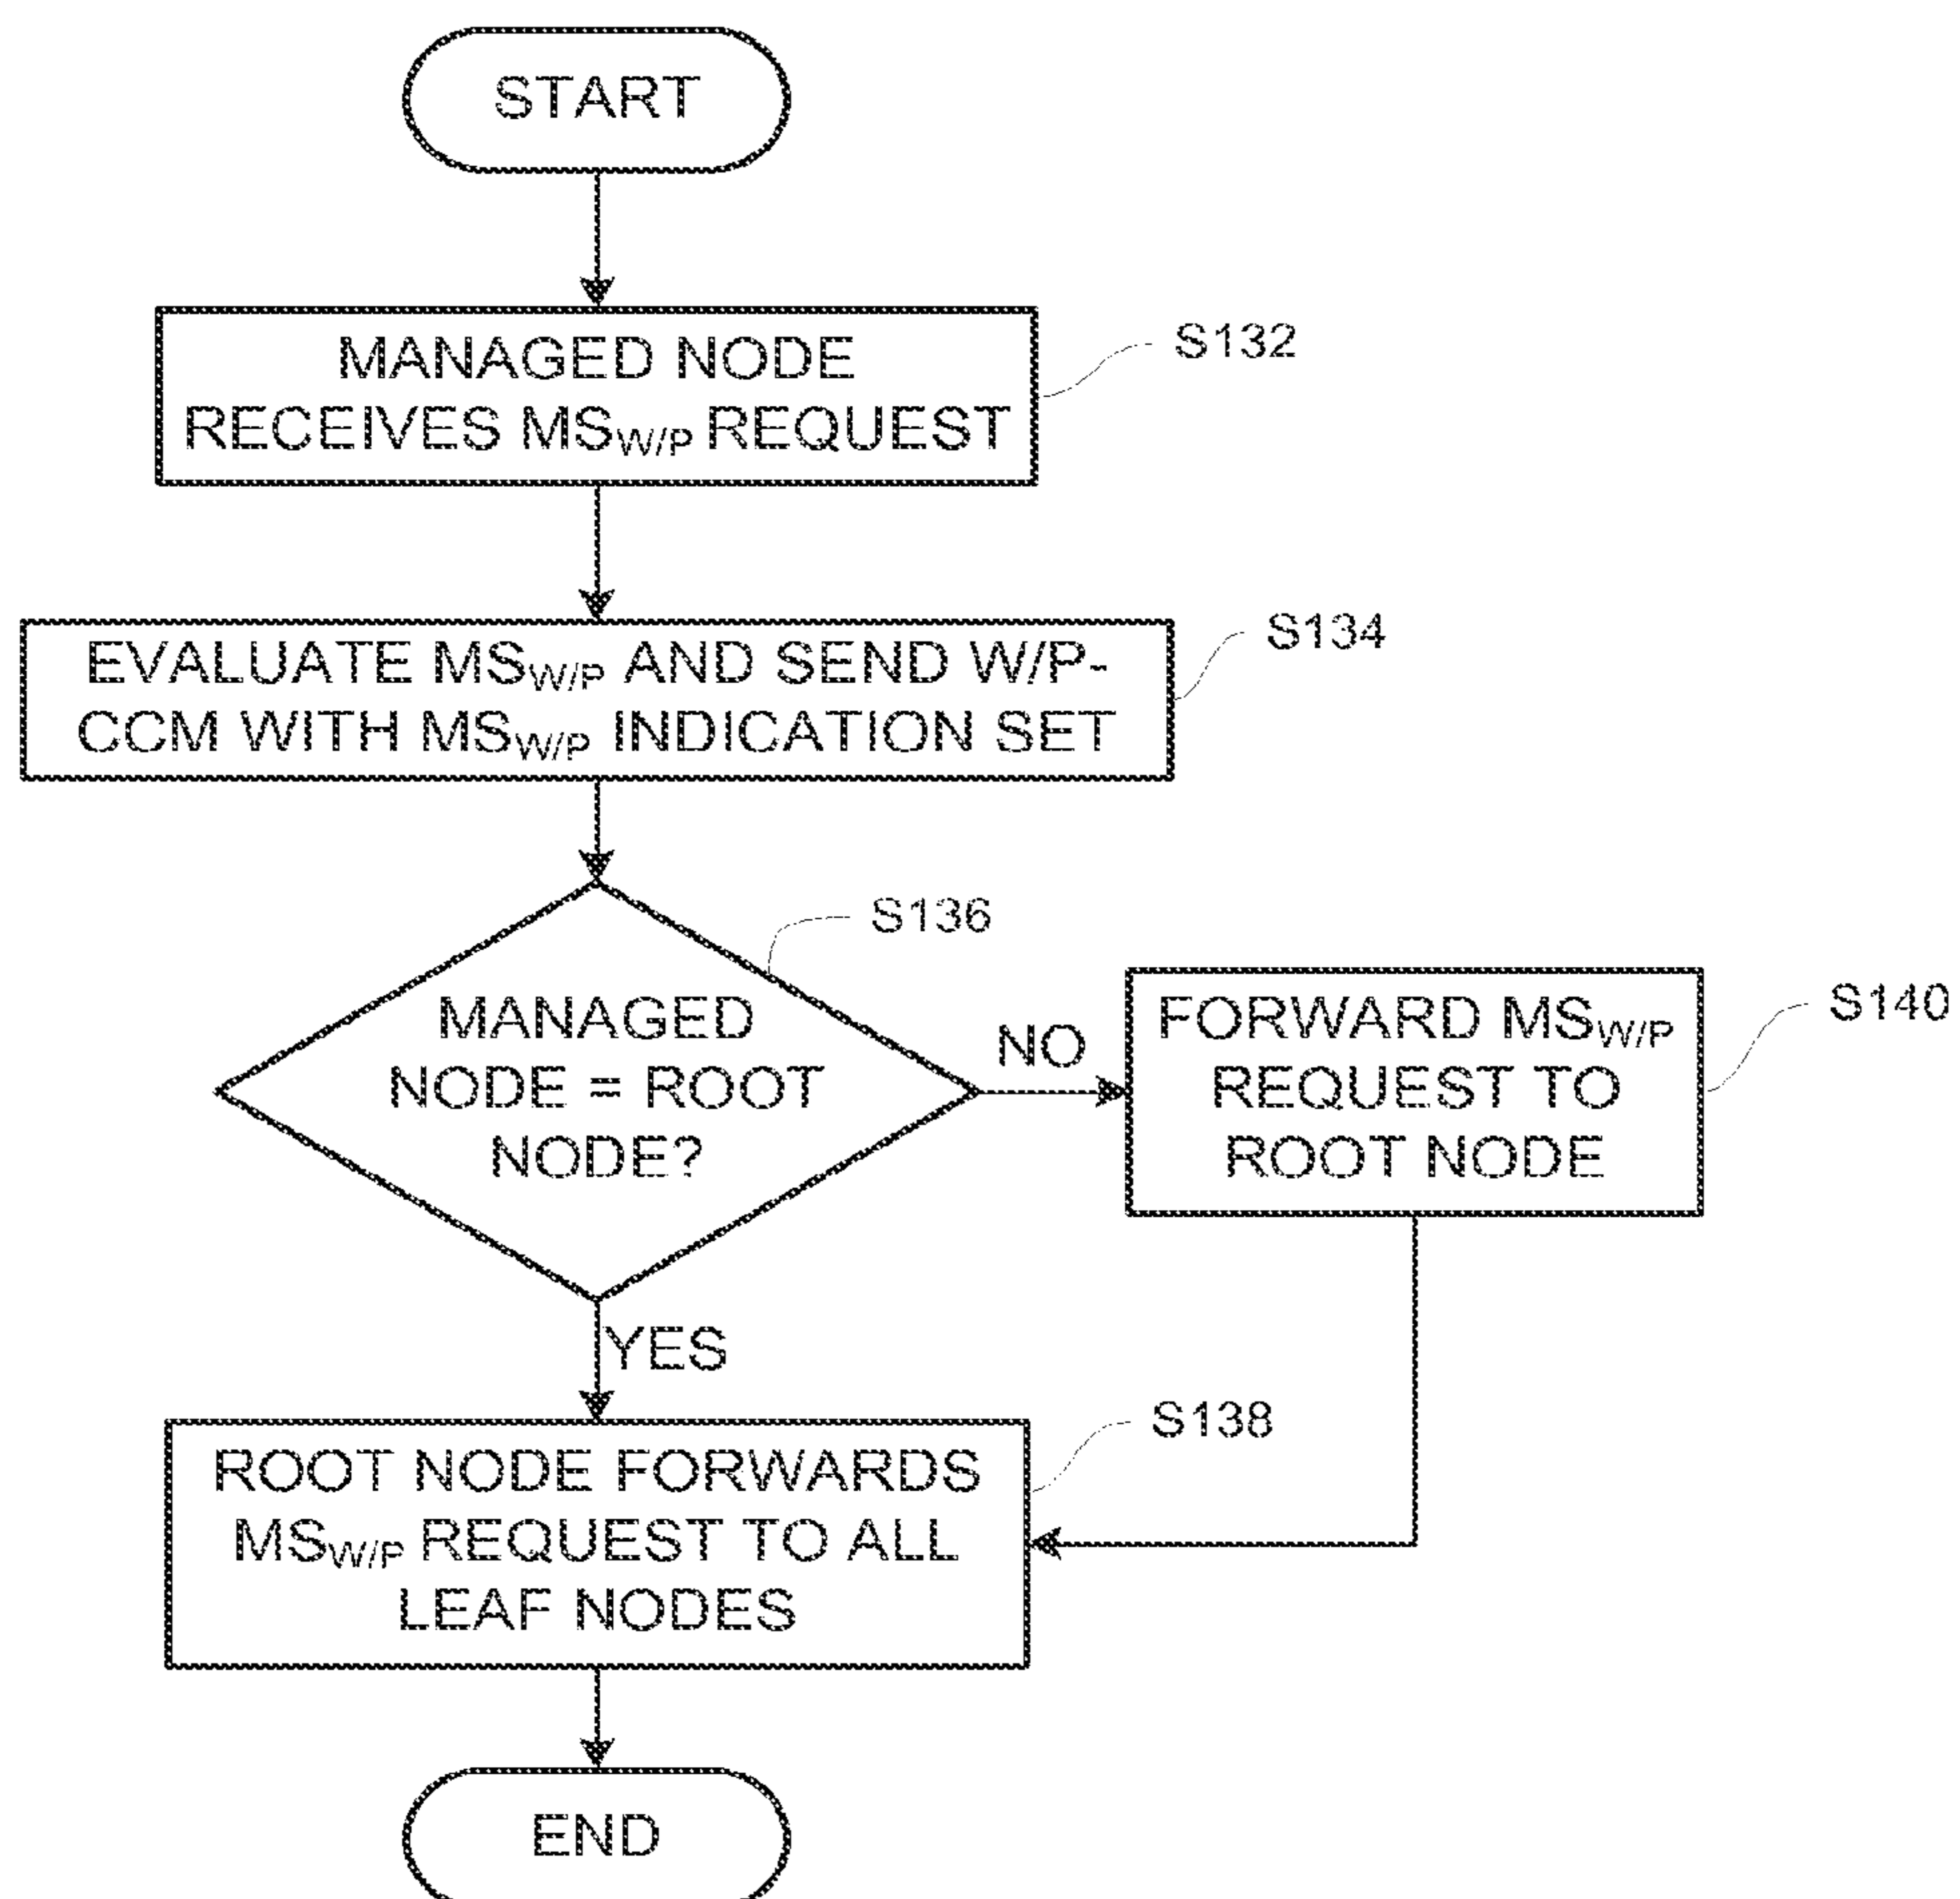 START
MANAGED NODE
RECEIVES MSW/P REQUEST
S132
EVALUATE MSW/P AND SEND W/P-
CCM WITH MSW/P INDICATION SET
S134
S136
MANAGED
NODE = ROOT
NODE?
NO
FORWARD MSW/P
REQUEST TO
ROOT NODE
S140
YES
ROOT NODE FORWARDS
MSW/P REQUEST TO ALL
LEAF NODES
S138
END